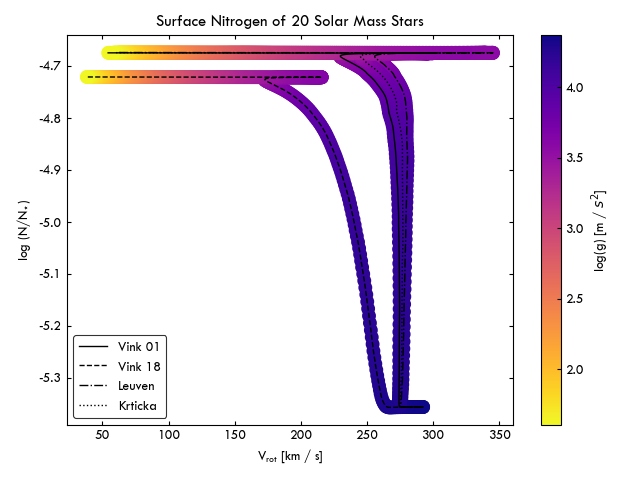 Surface Nitrogen of 20 Solar Mass Stars
-4.7
-4.8
-4.9
-5.0
-5.1
-5.2
-5.3
log (N/N⋆)
Vink 01
Vink 18
Leuven
Krticka
50
100
150
200
250
300
350
V_rot [km / s]
4.0
3.5
3.0
2.5
2.0
log(g) [m / s²]